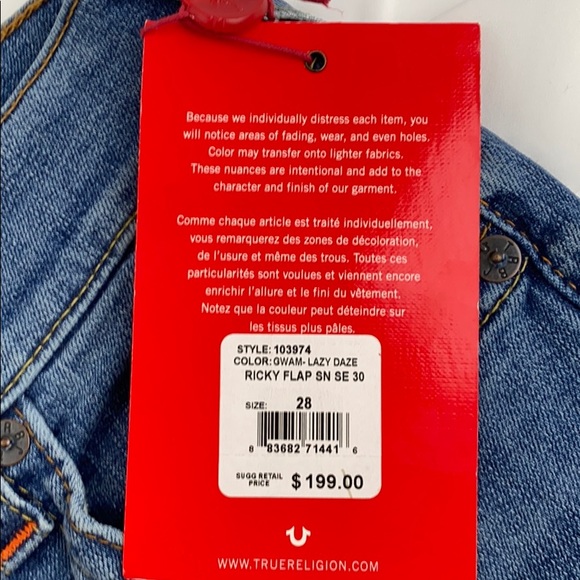 Because we individually distress each item, you
will notice areas of fading, wear, and even holes.
Color may transfer onto lighter fabrics.
These nuances are intentional and add to the
character and finish of our garment.
Comme chaque article est traité individuellement,
vous remarquerez des zones de décoloration,
de l'usure et même des trous. Toutes ces
particularités sont voulues et viennent encore
enrichir l'allure et le fini du vêtement.
Notez que la couleur peut déteindre sur
les tissus plus pâles.
STYLE: 103974
COLOR:GWAM- LAZY DAZE
RICKY FLAP SN SE 30
SIZE: 28
8 83682 71441 6
SUGG RETAIL
PRICE $199.00
WWW.TRUERELIGION.COM